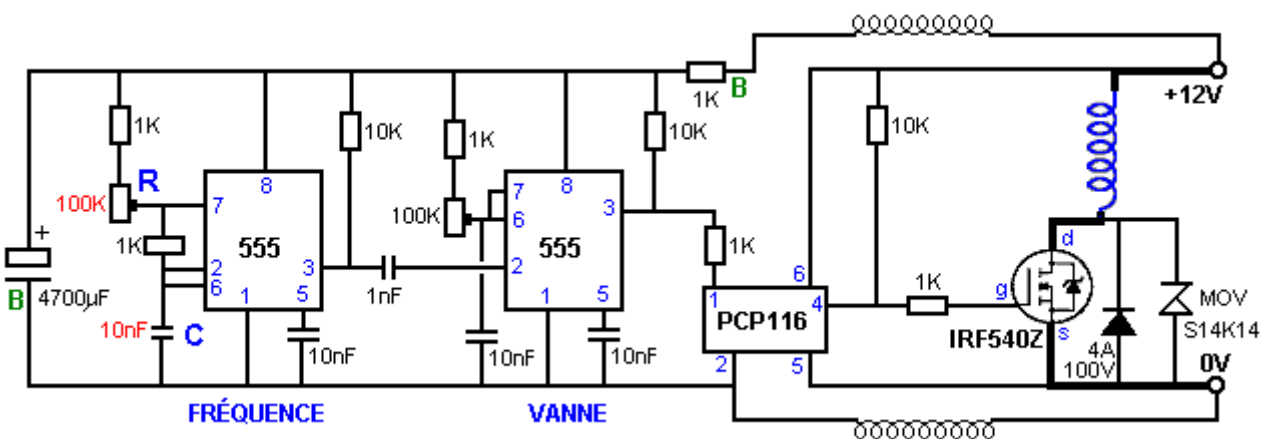 1K
B
+12V
1K
10K
1K
10K
10K
R
100K
7
8
555
1K
2
6
3
1
5
+
4700µF
B
10nF
C
10nF
1nF
100K
7
6
8
3
555
2
1
5
10nF
10nF
1K
1
6
PCP116
4
2
5
1K
g
d
s
IRF540Z
4A
100V
MOV
S14K14
0V
FRÉQUENCE
VANNE